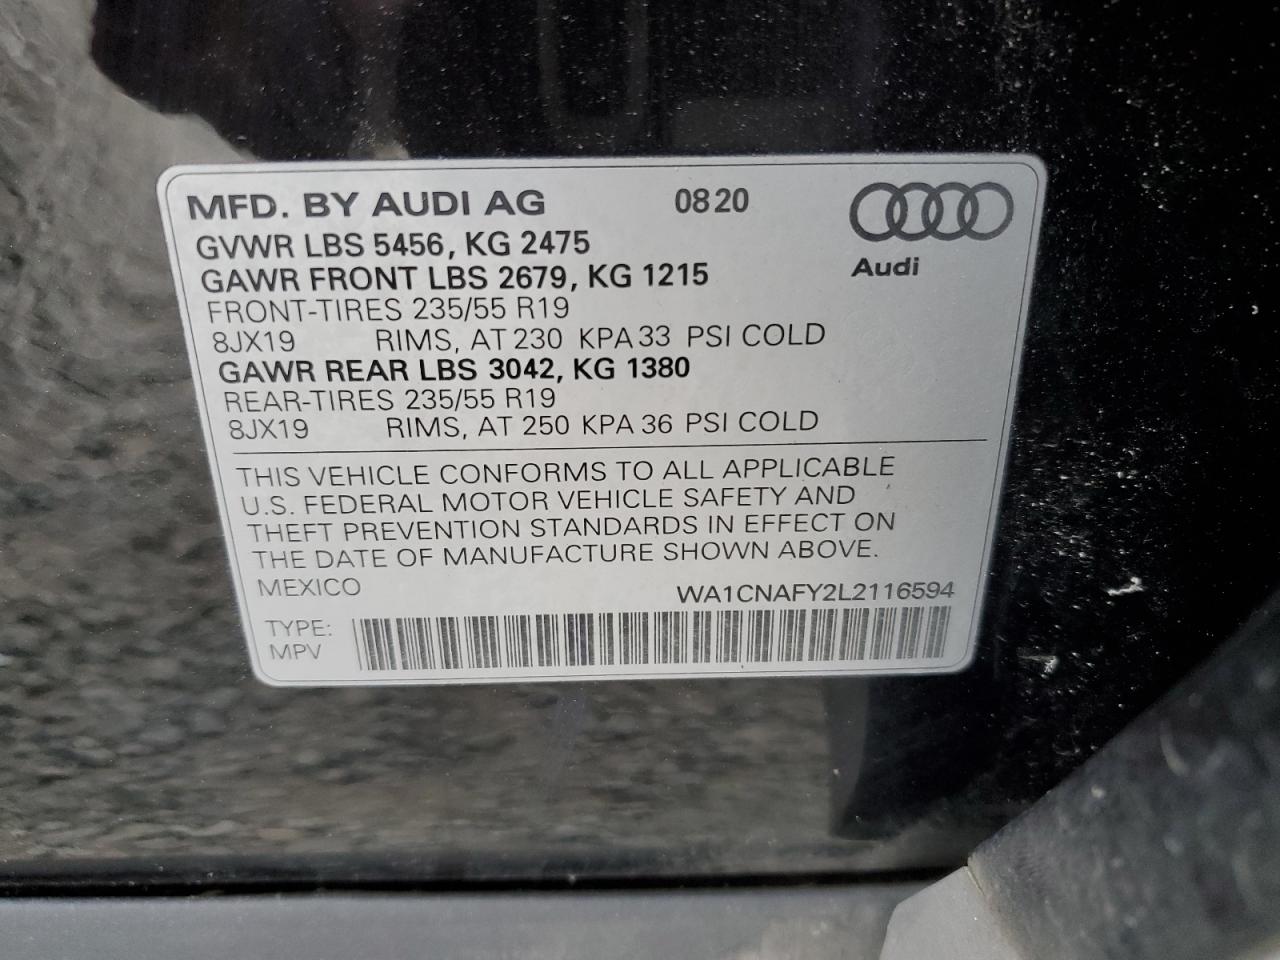 MFD. BY AUDI AG 0820
GVWR LBS 5456, KG 2475
Audi
GAWR FRONT LBS 2679, KG 1215
FRONT-TIRES 235/55 R19
8JX19 RIMS, AT 230 KPA 33 PSI COLD
GAWR REAR LBS 3042, KG 1380
REAR-TIRES 235/55 R19
8JX19 RIMS, AT 250 KPA 36 PSI COLD
THIS VEHICLE CONFORMS TO ALL APPLICABLE
U.S. FEDERAL MOTOR VEHICLE SAFETY AND
THEFT PREVENTION STANDARDS IN EFFECT ON
THE DATE OF MANUFACTURE SHOWN ABOVE.
MEXICO WA1CNAFY2L2116594
TYPE:
MPV